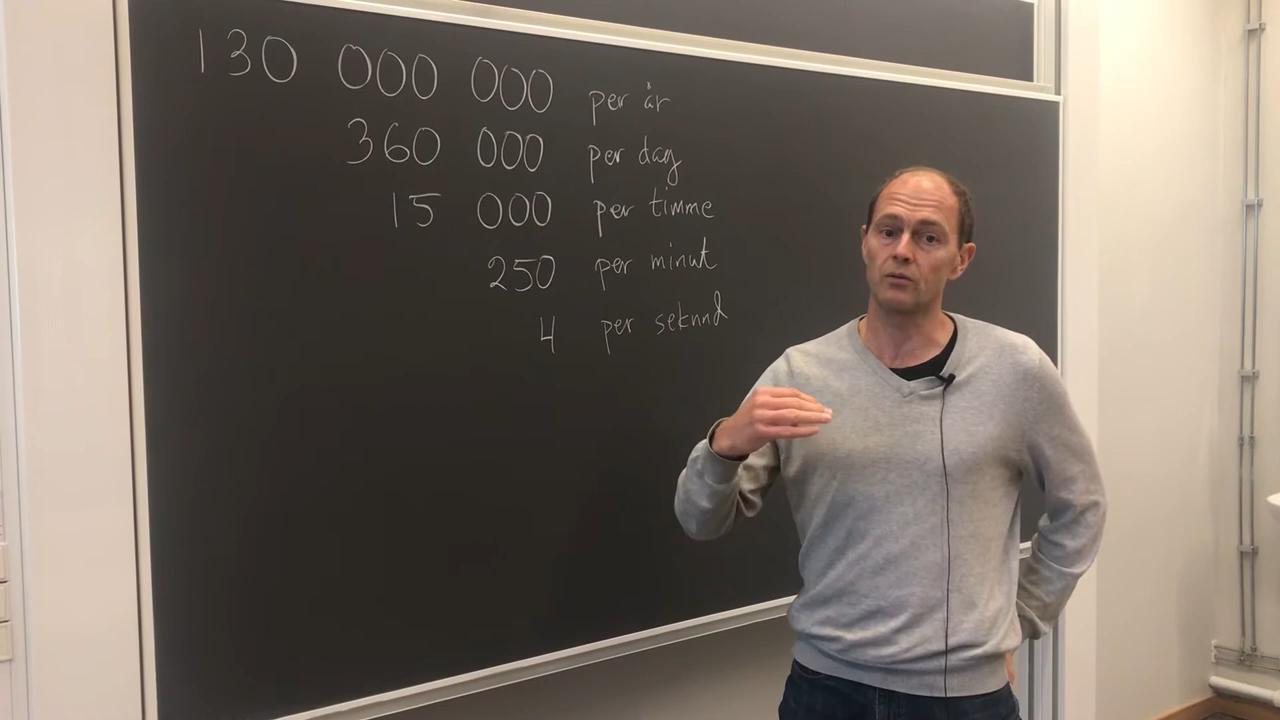 130 000 000 per år
360 000 per dag
15 000 per timme
250 per minut
4 per sekund